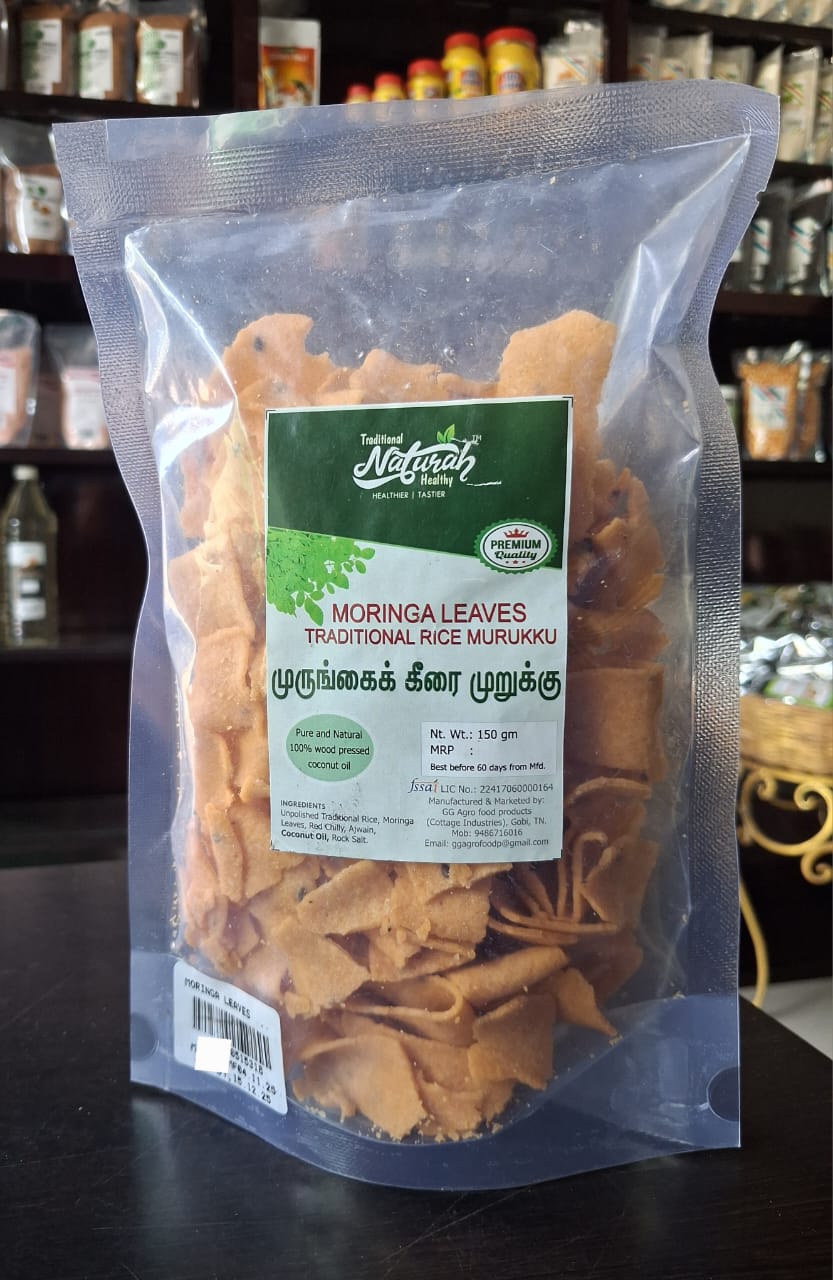 Traditional
Naturah
TM
Healthy
HEALTHIER | TASTIER
PREMIUM
Quality
MORINGA LEAVES
TRADITIONAL RICE MURUKKU
முருங்கைக் கீரை முறுக்கு
Pure and Natural
100% wood pressed
coconut oil
Nt. Wt.: 150 gm
MRP :
Best before 60 days from Mfd.
INGREDIENTS
Unpolished Traditional Rice, Moringa
Leaves, Red Chilly, Ajwain,
Coconut Oil, Rock Salt.
fssai LIC No.: 22417060000164
Manufactured & Marketed by:
GG Agro food products
(Cottage Industries), Gobi, TN.
Mob: 9486716016
Email: ggagrofoodp@gmail.com
MORINGA LEAVES